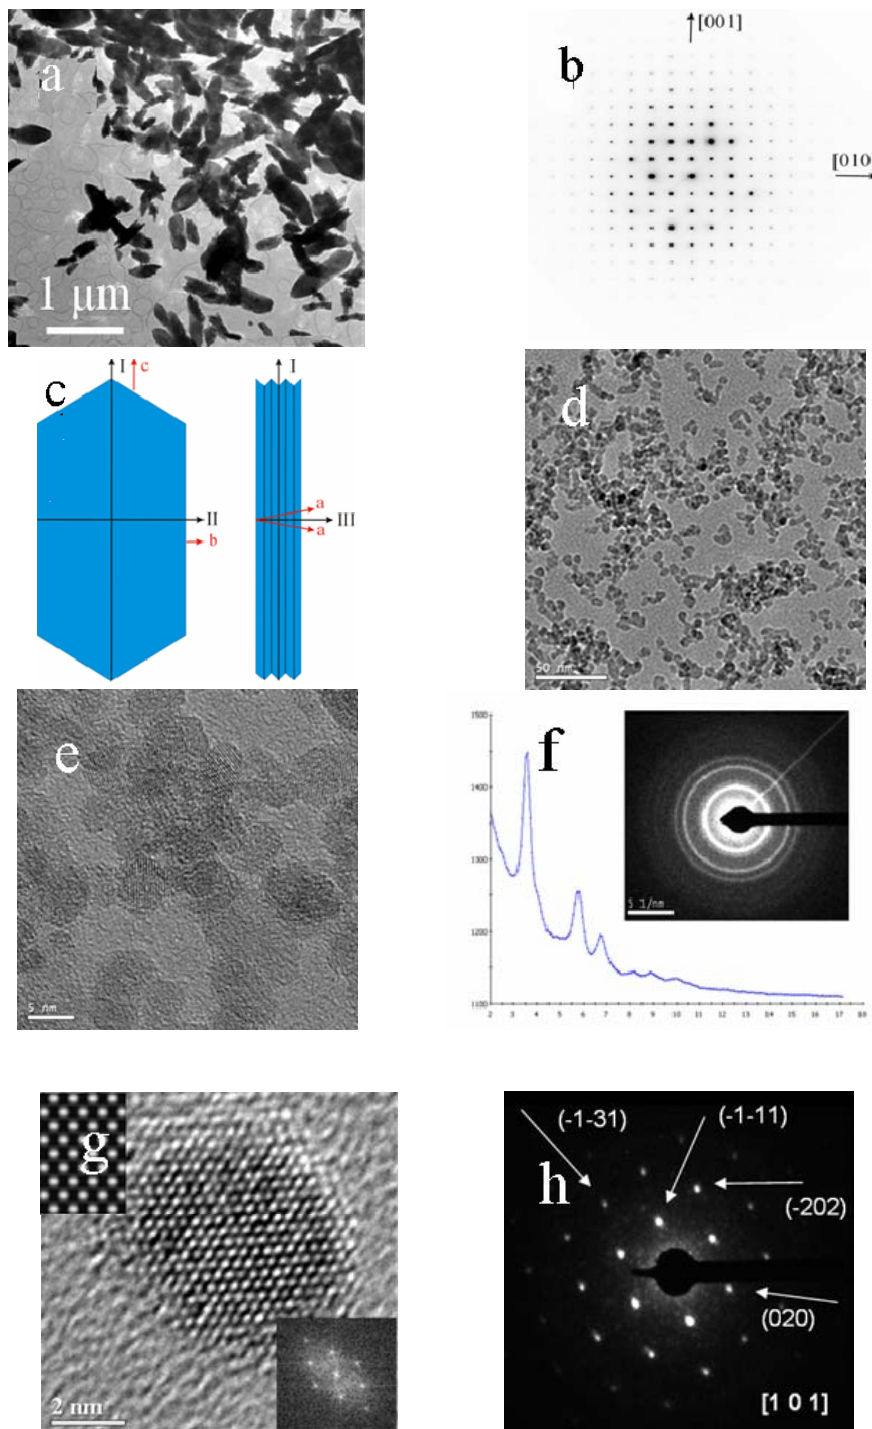 a
1 μm
b
[001]
[010
c
I
c
II
b
I
a
III
a
d
50 nm
e
5 nm
f
1500
1400
1300
1200
1100
2 3 4 5 6 7 8 9 10 11 12 13 14 15 16 17 18
5 1/nm
g
2 nm
h
(-1-31)
(-1-11)
(-202)
(020)
[1 0 1]